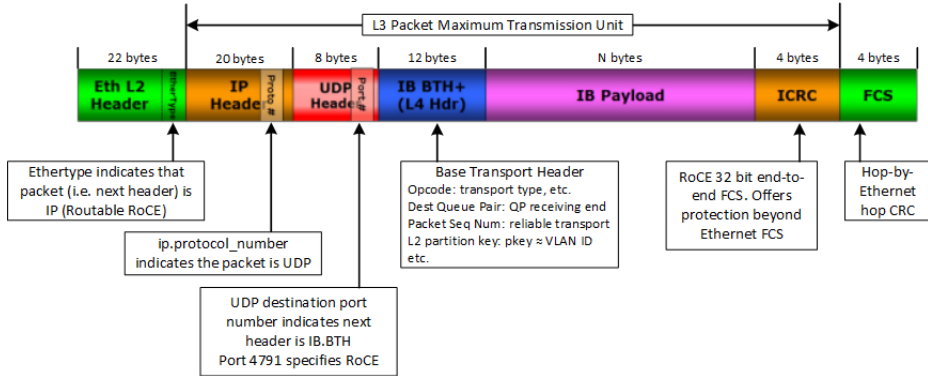 L3 Packet Maximum Transmission Unit
22 bytes
20 bytes
8 bytes
12 bytes
N bytes
4 bytes
4 bytes
Eth L2
Header
EtherType
IP
Header
Proto #
UDP
Header
Port #
IB BTH+
(L4 Hdr)
IB Payload
ICRC
FCS
Ethertype indicates that
packet (i.e. next header) is
IP (Routable RoCE)
ip.protocol_number
indicates the packet is UDP
UDP destination port
number indicates next
header is IB.BTH
Port 4791 specifies RoCE
Base Transport Header
Opcode: transport type, etc.
Dest Queue Pair: QP receiving end
Packet Seq Num: reliable transport
L2 partition key: pkey ≈ VLAN ID
etc.
RoCE 32 bit end-to-
end FCS. Offers
protection beyond
Ethernet FCS
Hop-by-
Ethernet
hop CRC